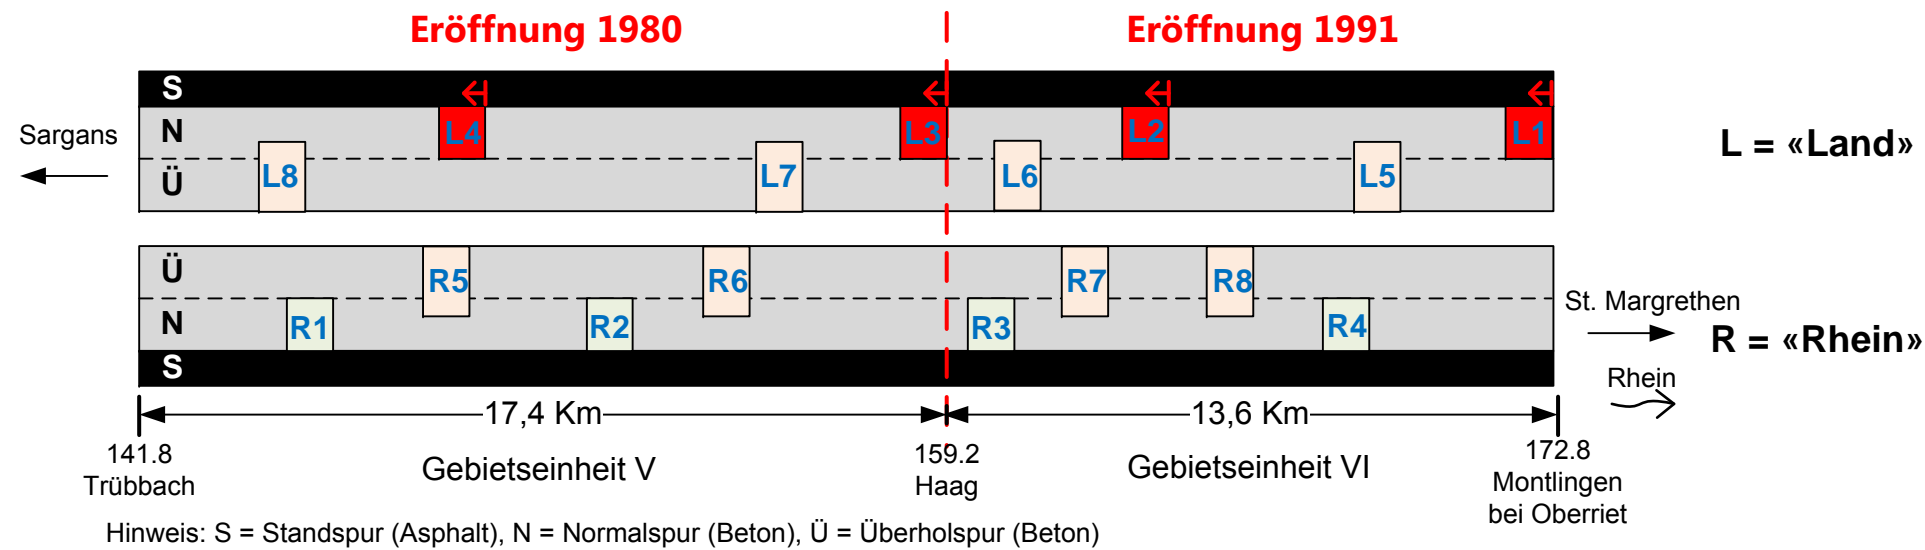 Eröffnung 1980 Eröffnung 1991
S
N L4 L3 L2 L1
Sargans
L = «Land»
Ü L8 L7 L6 L5
Ü R5 R6 R7 R8
St. Margrethen
N R1 R2 R3 R4
R = «Rhein»
S
Rhein
17,4 Km 13,6 Km
141.8 159.2 172.8
Trübbach Gebietseinheit V Haag Gebietseinheit VI Montlingen
bei Oberriet
Hinweis: S = Standspur (Asphalt), N = Normalspur (Beton), Ü = Überholspur (Beton)